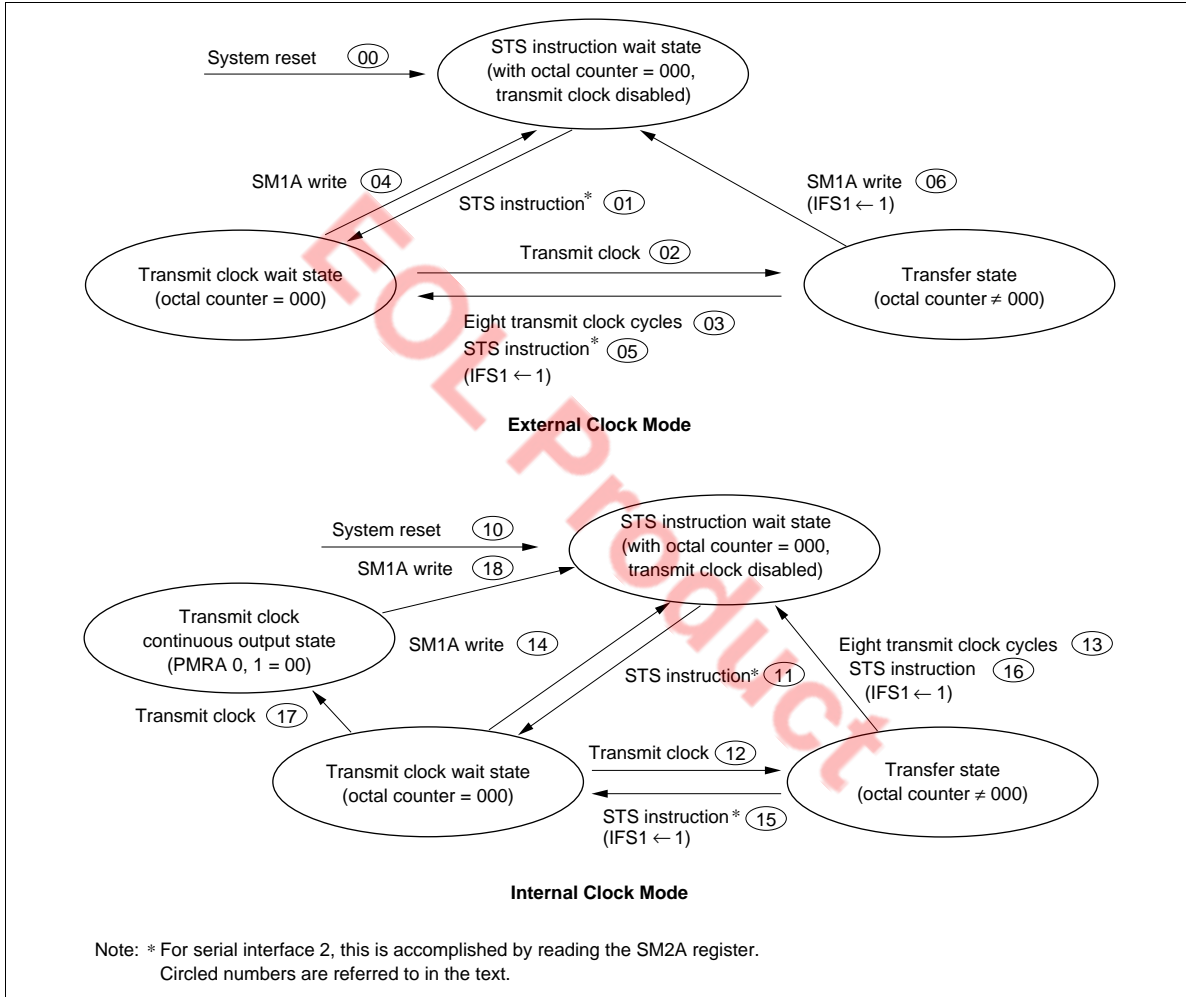 System reset 00
STS instruction wait state
(with octal counter = 000,
transmit clock disabled)
SM1A write 04
STS instruction* 01
SM1A write 06
(IFS1 ← 1)
Transmit clock wait state
(octal counter = 000)
Transmit clock 02
Transfer state
(octal counter ≠ 000)
Eight transmit clock cycles 03
STS instruction* 05
(IFS1 ← 1)
External Clock Mode
System reset 10
STS instruction wait state
(with octal counter = 000,
transmit clock disabled)
SM1A write 18
Transmit clock
continuous output state
(PMRA 0, 1 = 00)
SM1A write 14
STS instruction* 11
Eight transmit clock cycles 13
STS instruction 16
(IFS1 ← 1)
Transmit clock 17
Transmit clock wait state
(octal counter = 000)
Transmit clock 12
Transfer state
(octal counter ≠ 000)
STS instruction* 15
(IFS1 ← 1)
Internal Clock Mode
Note: * For serial interface 2, this is accomplished by reading the SM2A register.
Circled numbers are referred to in the text.
EOL Product